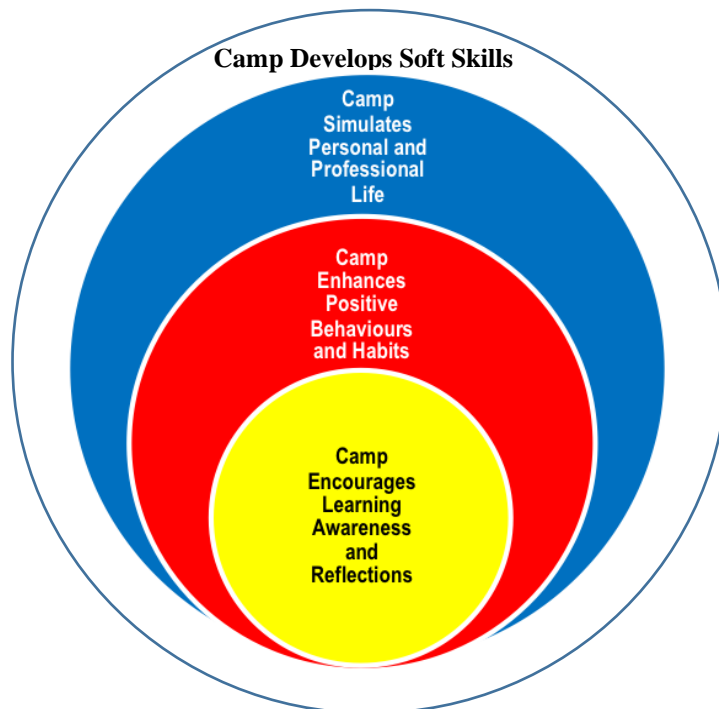 Camp Develops Soft Skills
Camp
Simulates
Personal and
Professional
Life
Camp
Enhances
Positive
Behaviours
and Habits
Camp
Encourages
Learning
Awareness
and
Reflections